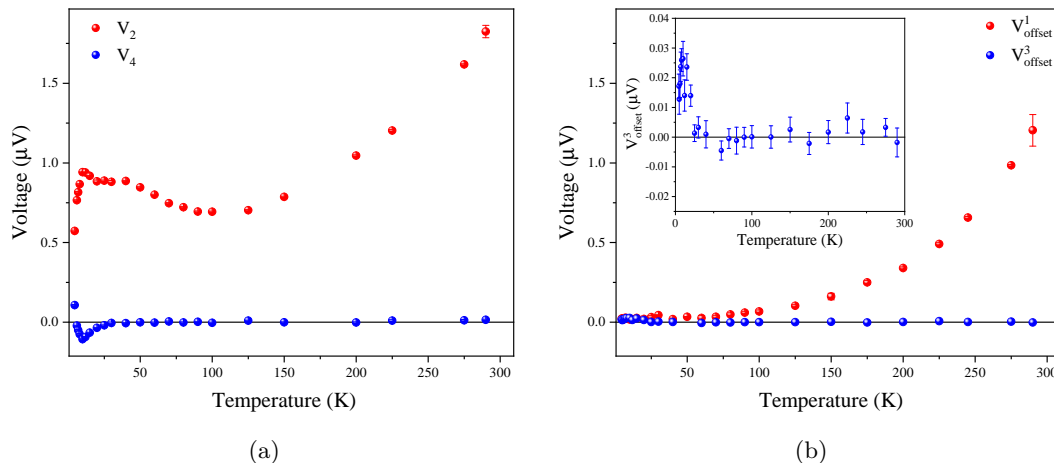 V₂
V₄
1.5
1.0
0.5
0.0
Voltage (μV)
0
50
100
150
200
250
300
Temperature (K)
(a)
V¹offset
V³offset
1.5
1.0
0.5
0.0
Voltage (μV)
50
100
150
200
250
300
Temperature (K)
0.04
0.03
0.02
0.01
0.00
-0.01
-0.02
V³offset (μV)
0
100
200
300
Temperature (K)
(b)